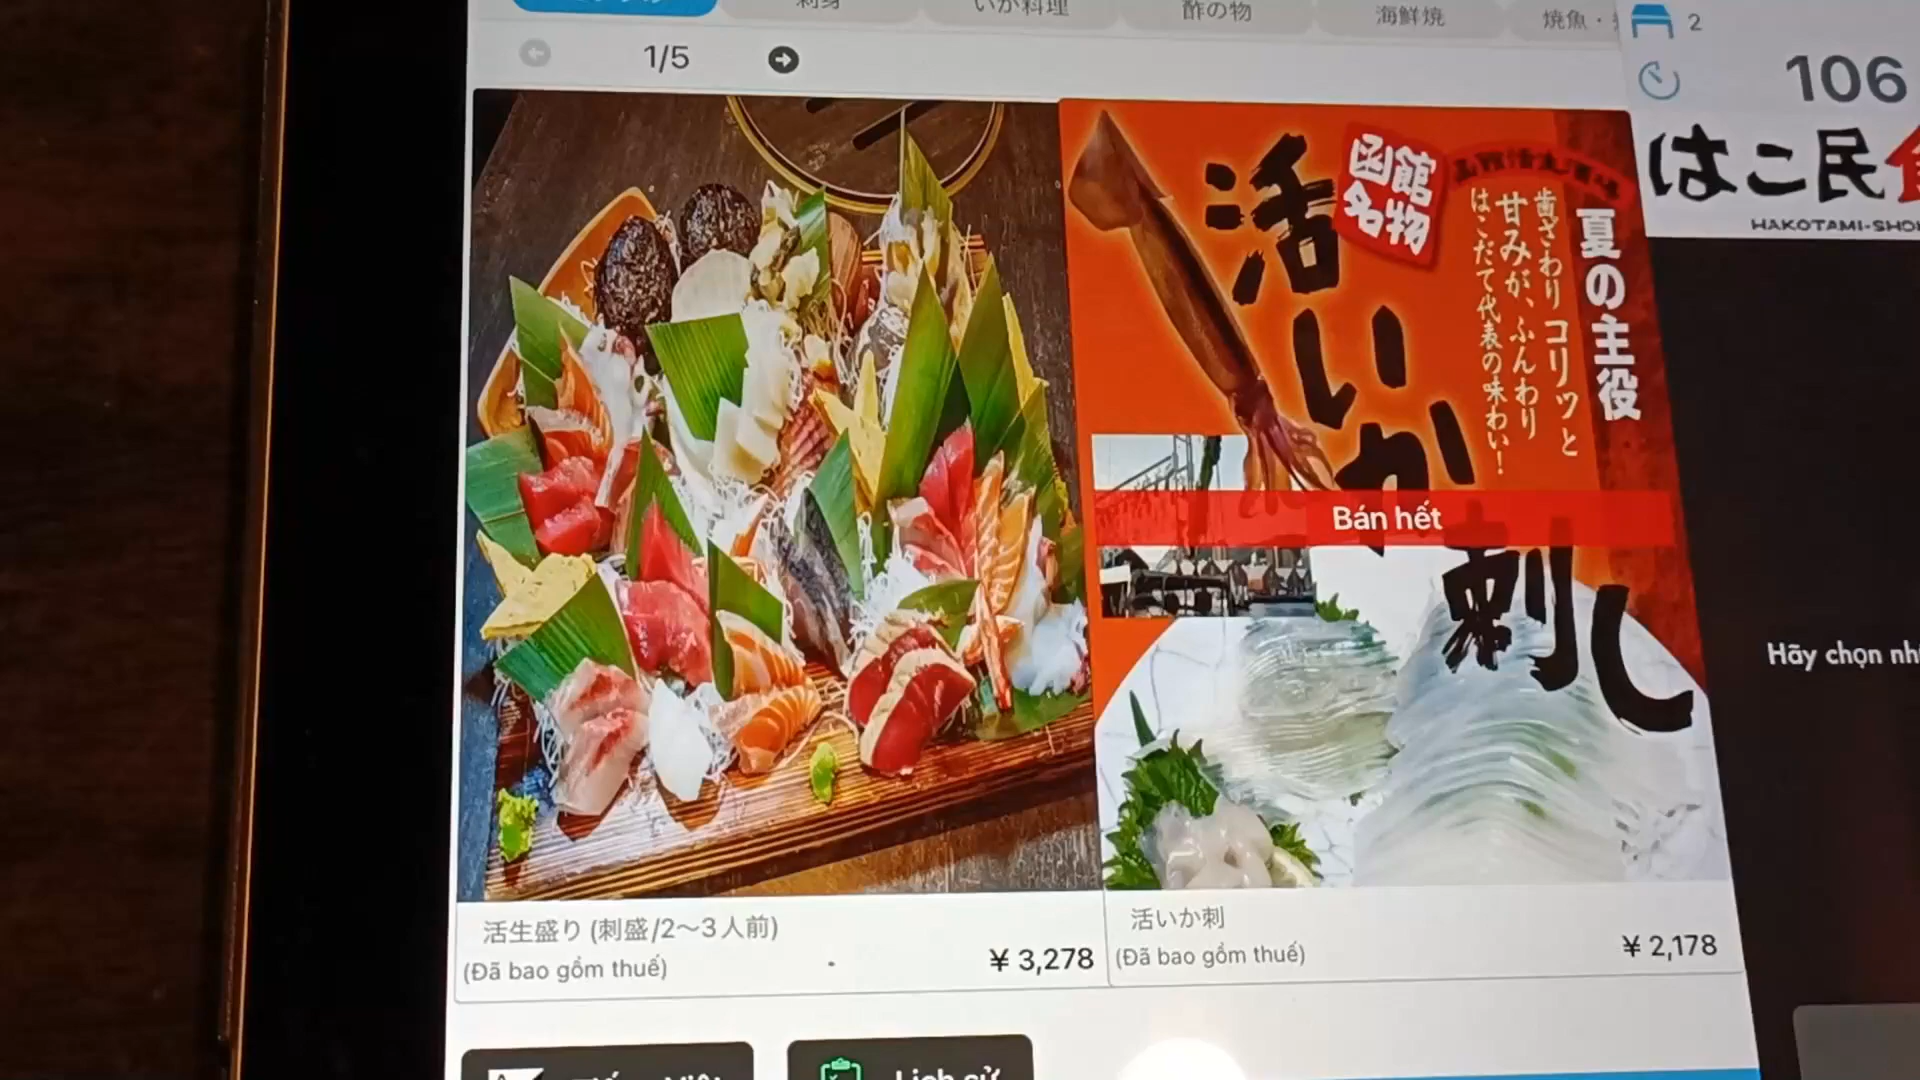 刺身
いか料理
酢の物
海鮮焼
焼魚・
2
1/5
106
はこ民
HAKOTAMI-SHO
函館名物
活いか刺し
夏の主役
歯ざわりコリッと
甘みが、ふんわり
はこだて代表の味わい!
Bán hết
Hãy chọn nh
活生盛り (刺盛/2〜3人前)
(Đã bao gồm thuế)
¥ 3,278
活いか刺
(Đã bao gồm thuế)
¥ 2,178
Lịch sử